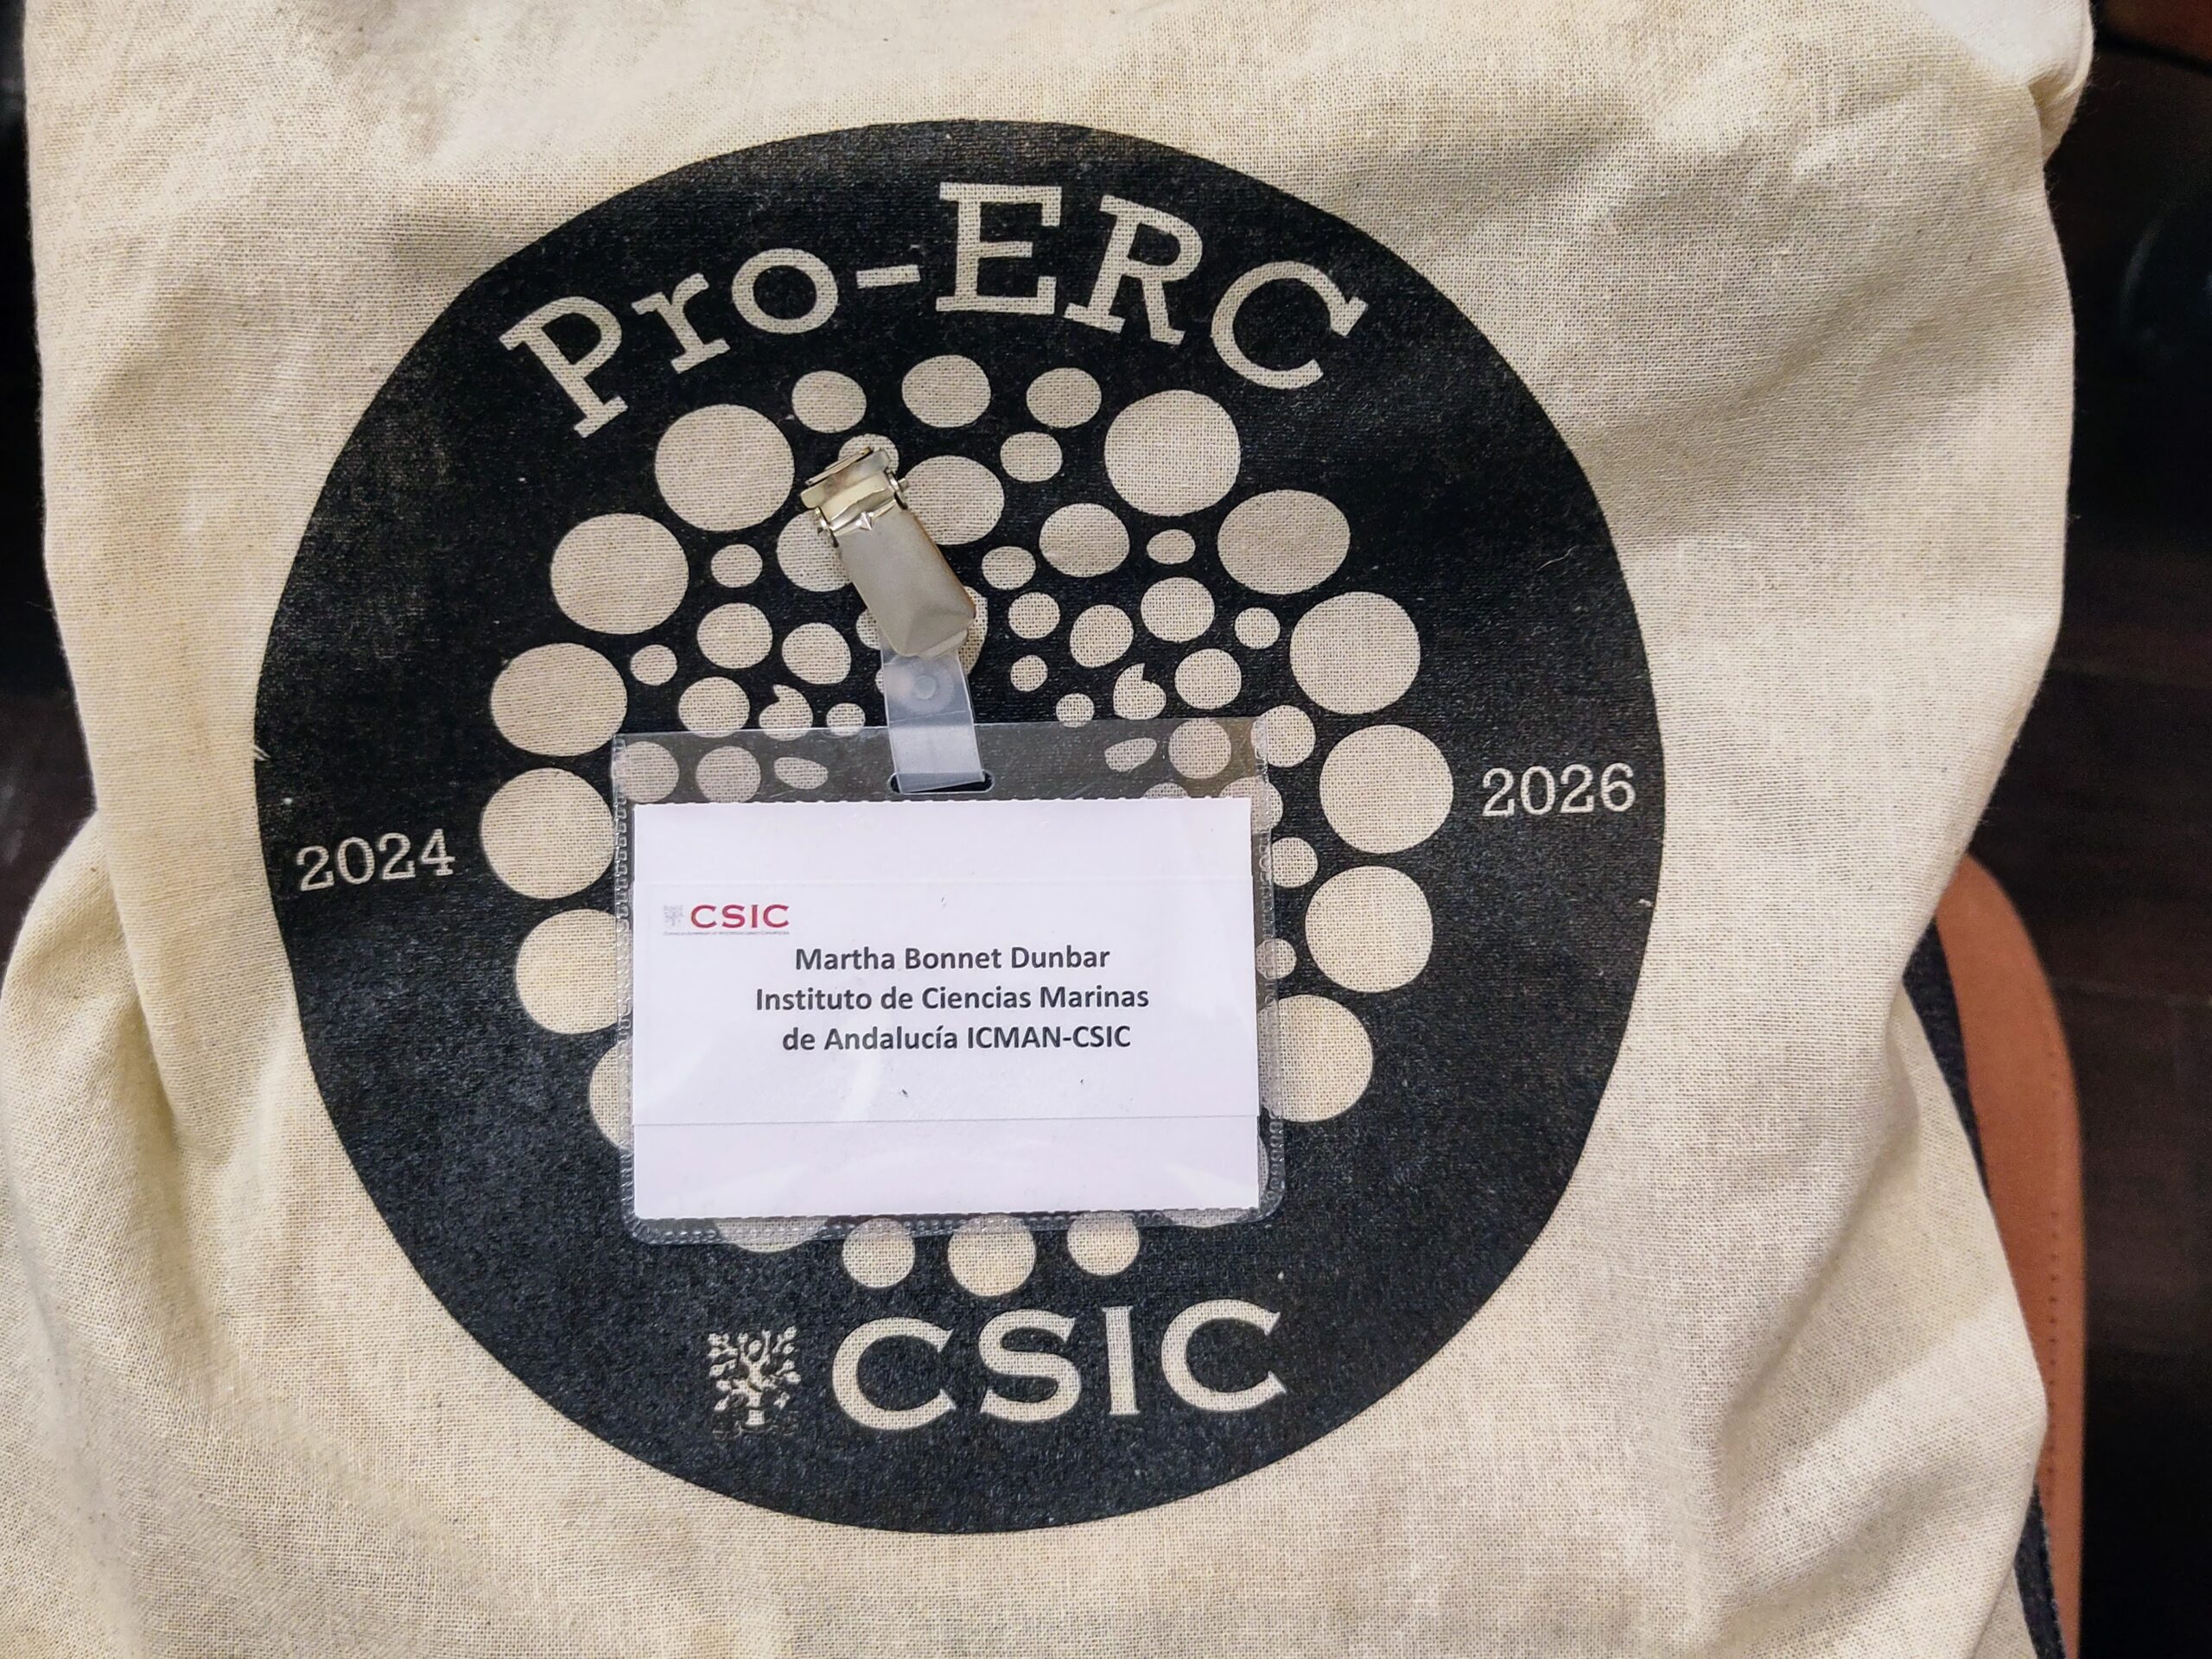 Pro-ERC
2024
2026
CSIC
Martha Bonnet Dunbar
Instituto de Ciencias Marinas
de Andalucía ICMAN-CSIC
CSIC